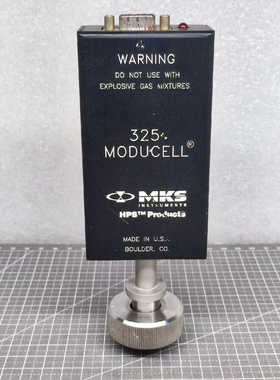 WARNING
DO NOT USE WITH
EXPLOSIVE GAS MIXTURES
325
MODUCELL®
MKS
INSTRUMENTS
HPS™ Products
MADE IN U.S.
BOULDER, CO.